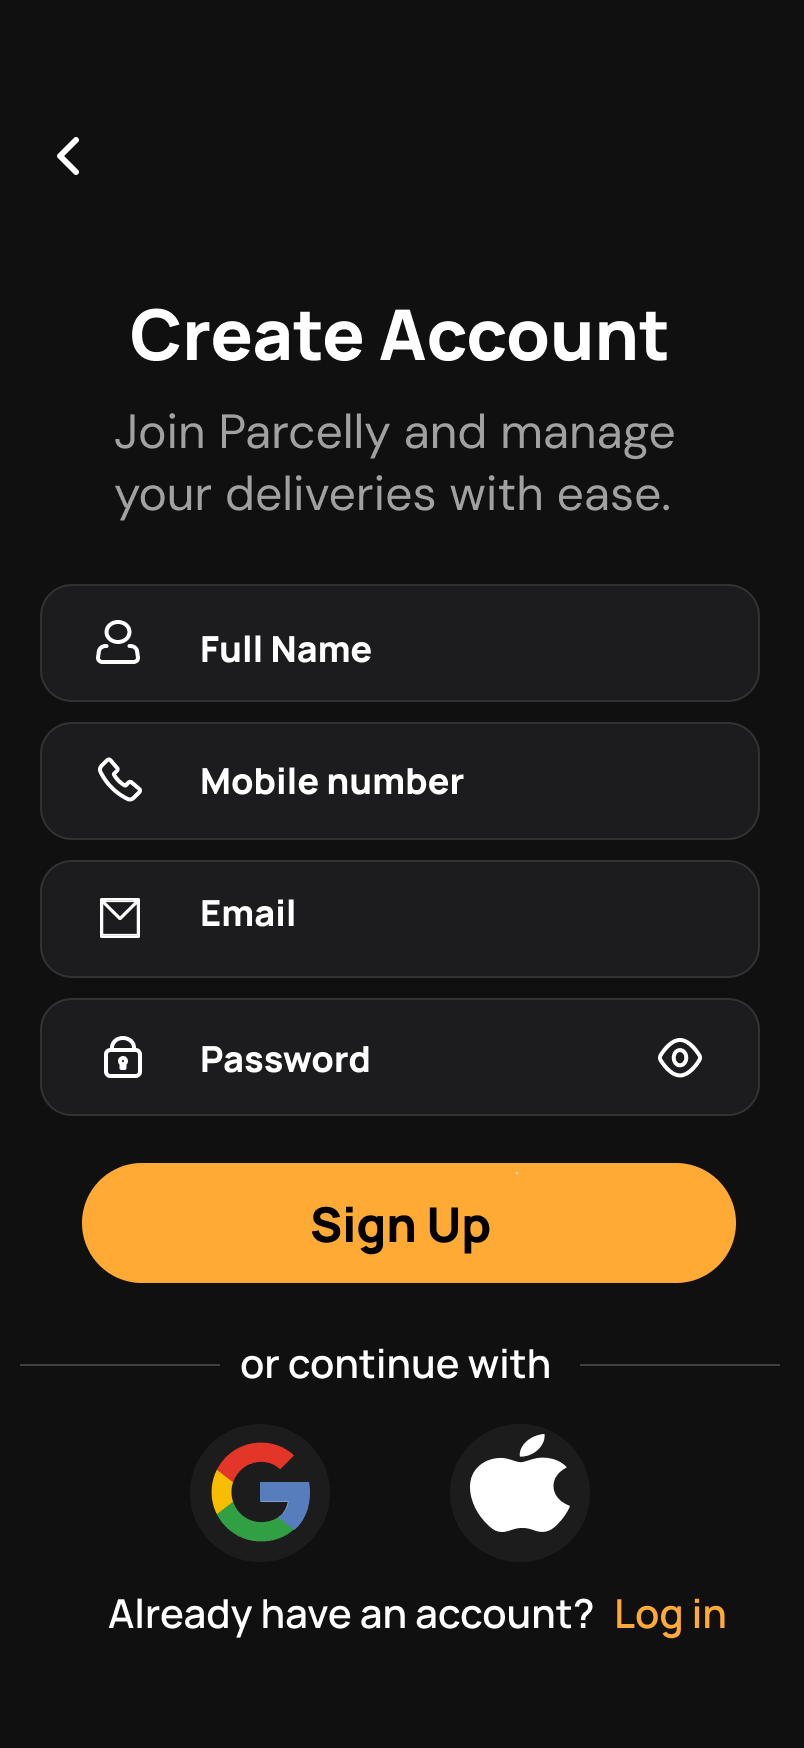 Create Account
Join Parcelly and manage
your deliveries with ease.
Full Name
Mobile number
Email
Password
Sign Up
or continue with
Already have an account? Log in